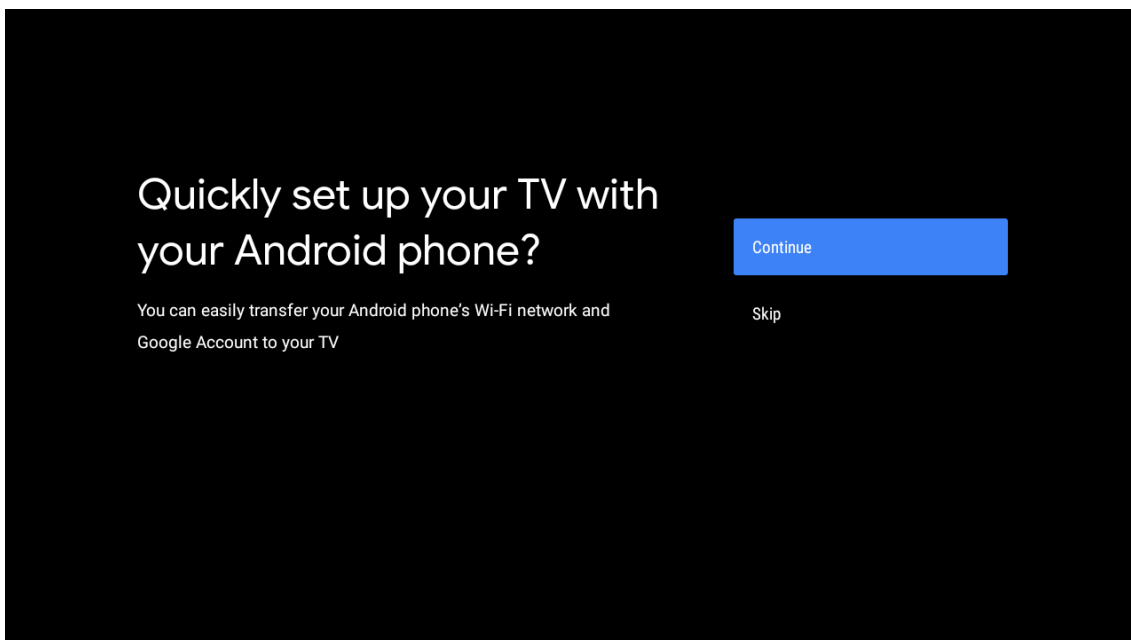 Quickly set up your TV with
your Android phone?
You can easily transfer your Android phone’s Wi-Fi network and
Google Account to your TV
Continue
Skip